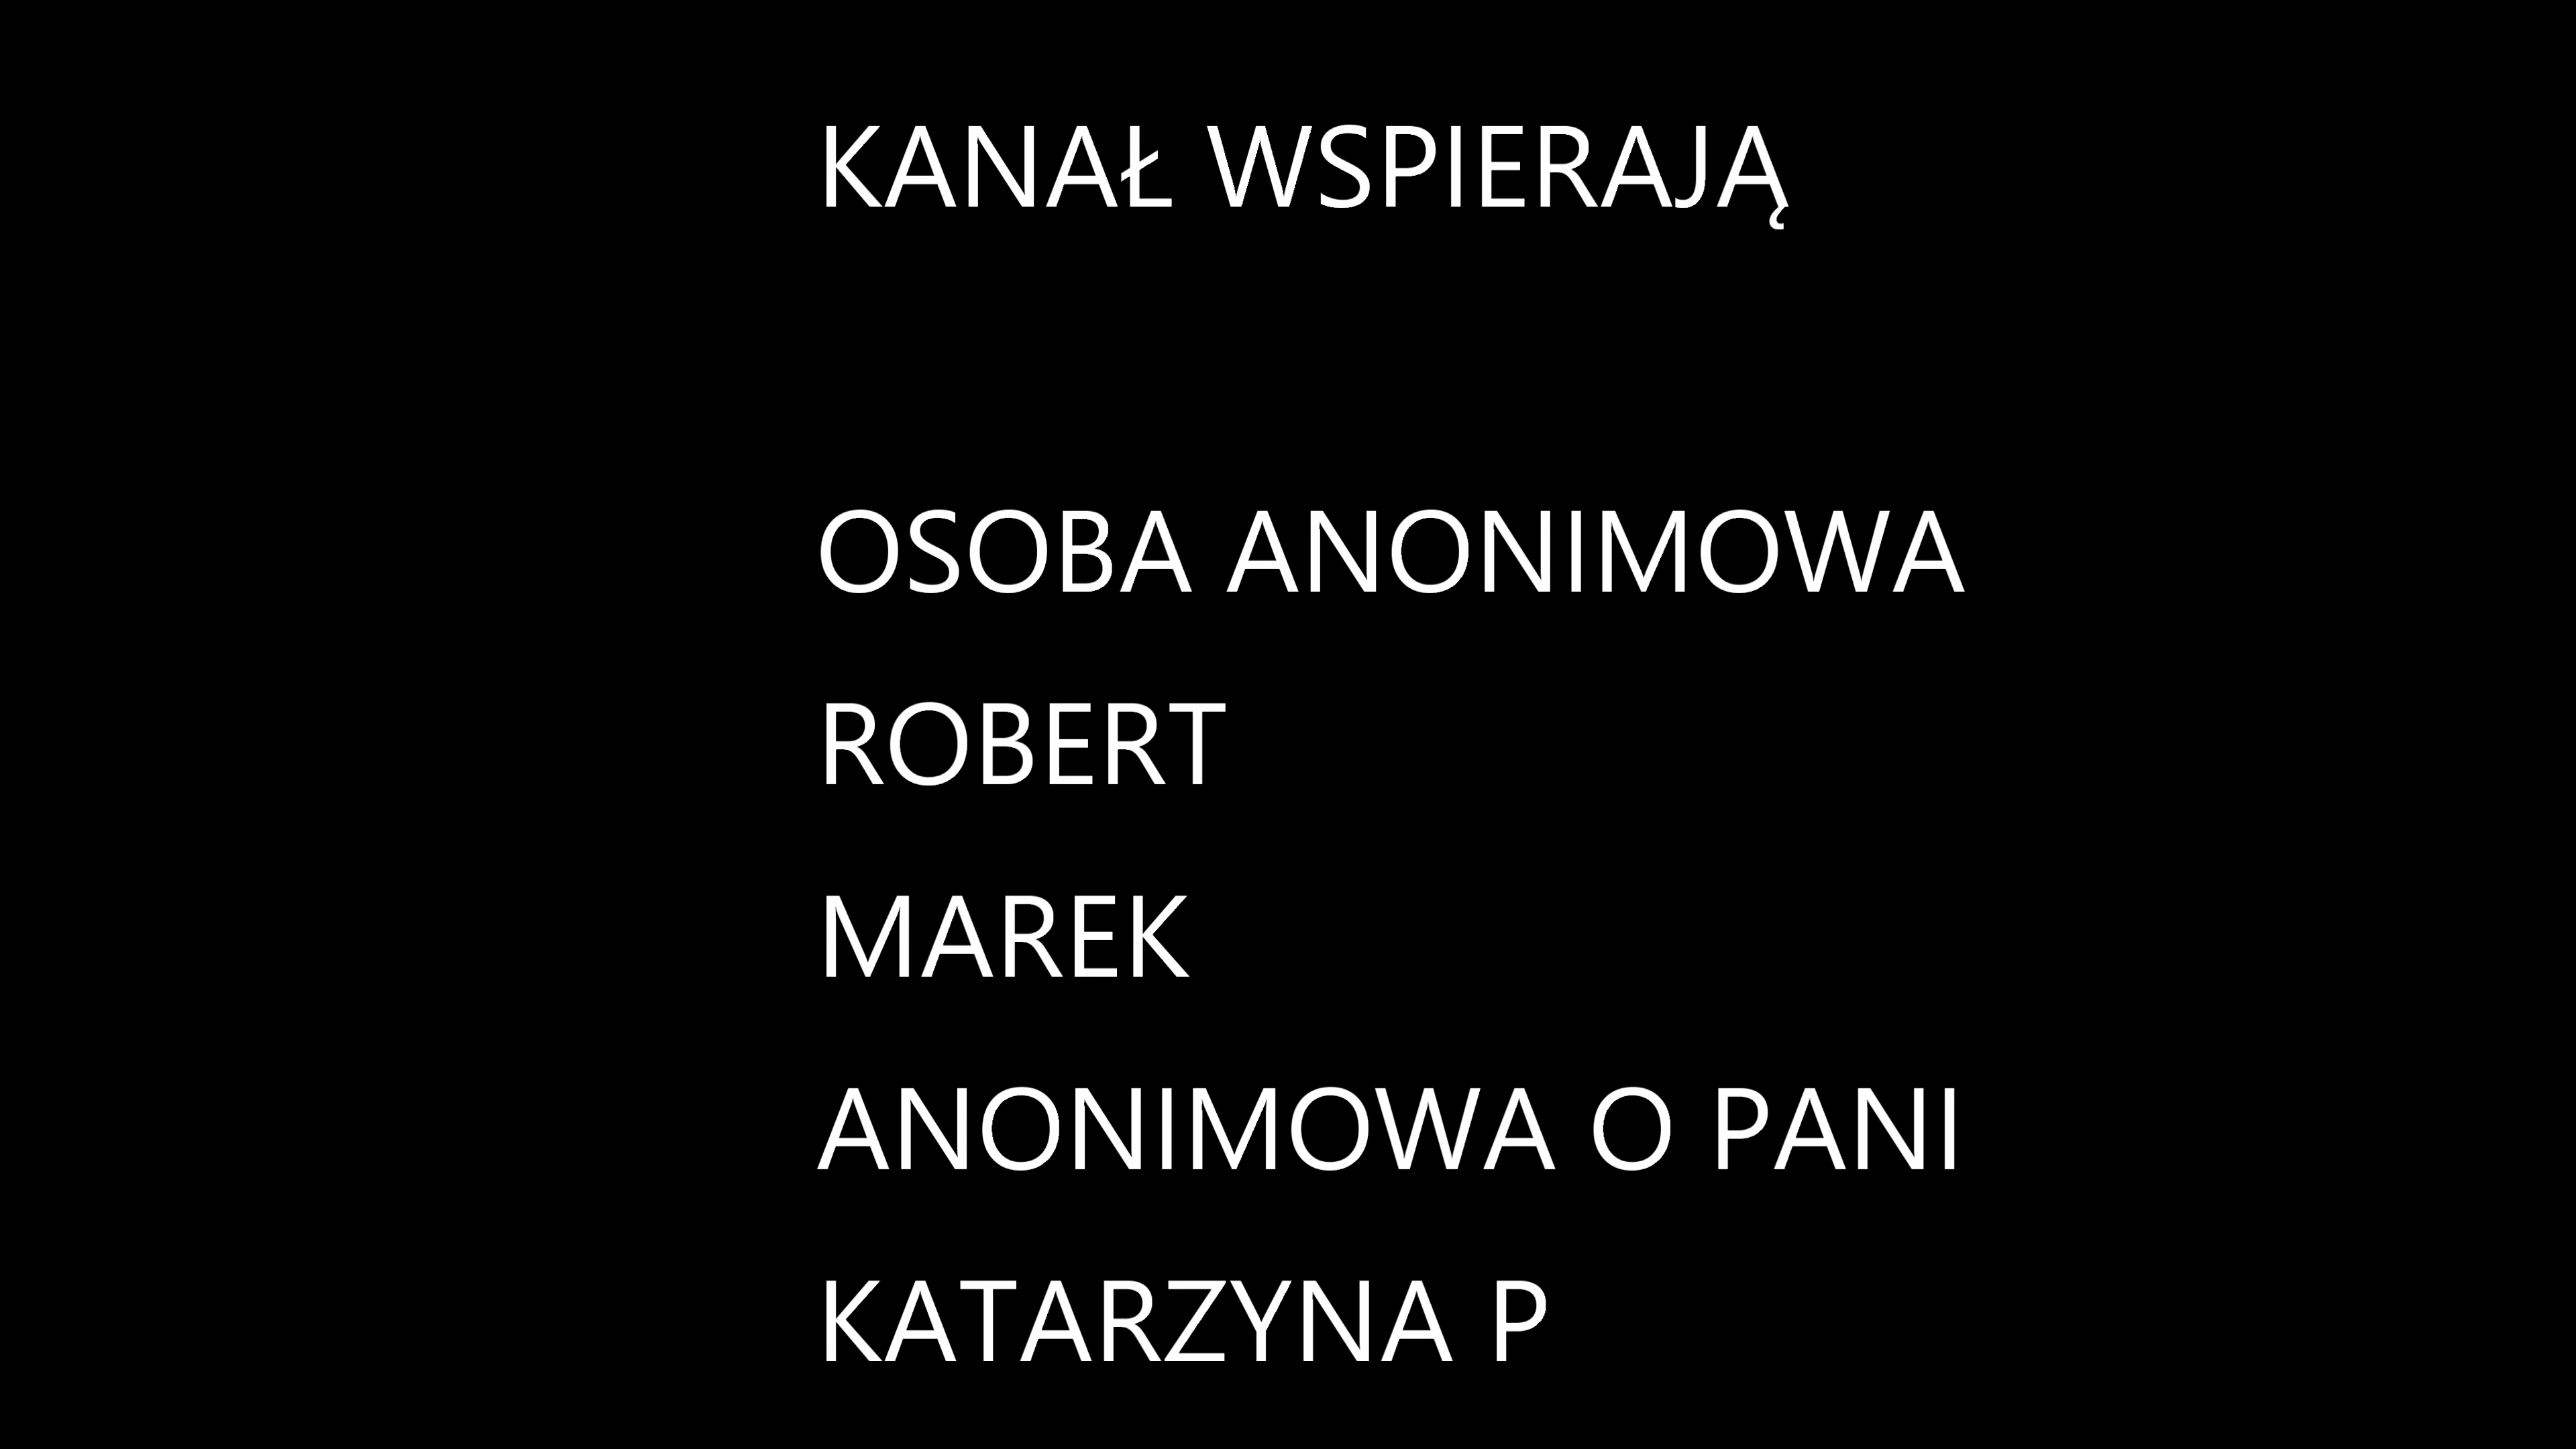 KANAŁ WSPIERAJĄ
OSOBA ANONIMOWA
ROBERT
MAREK
ANONIMOWA O PANI
KATARZYNA P